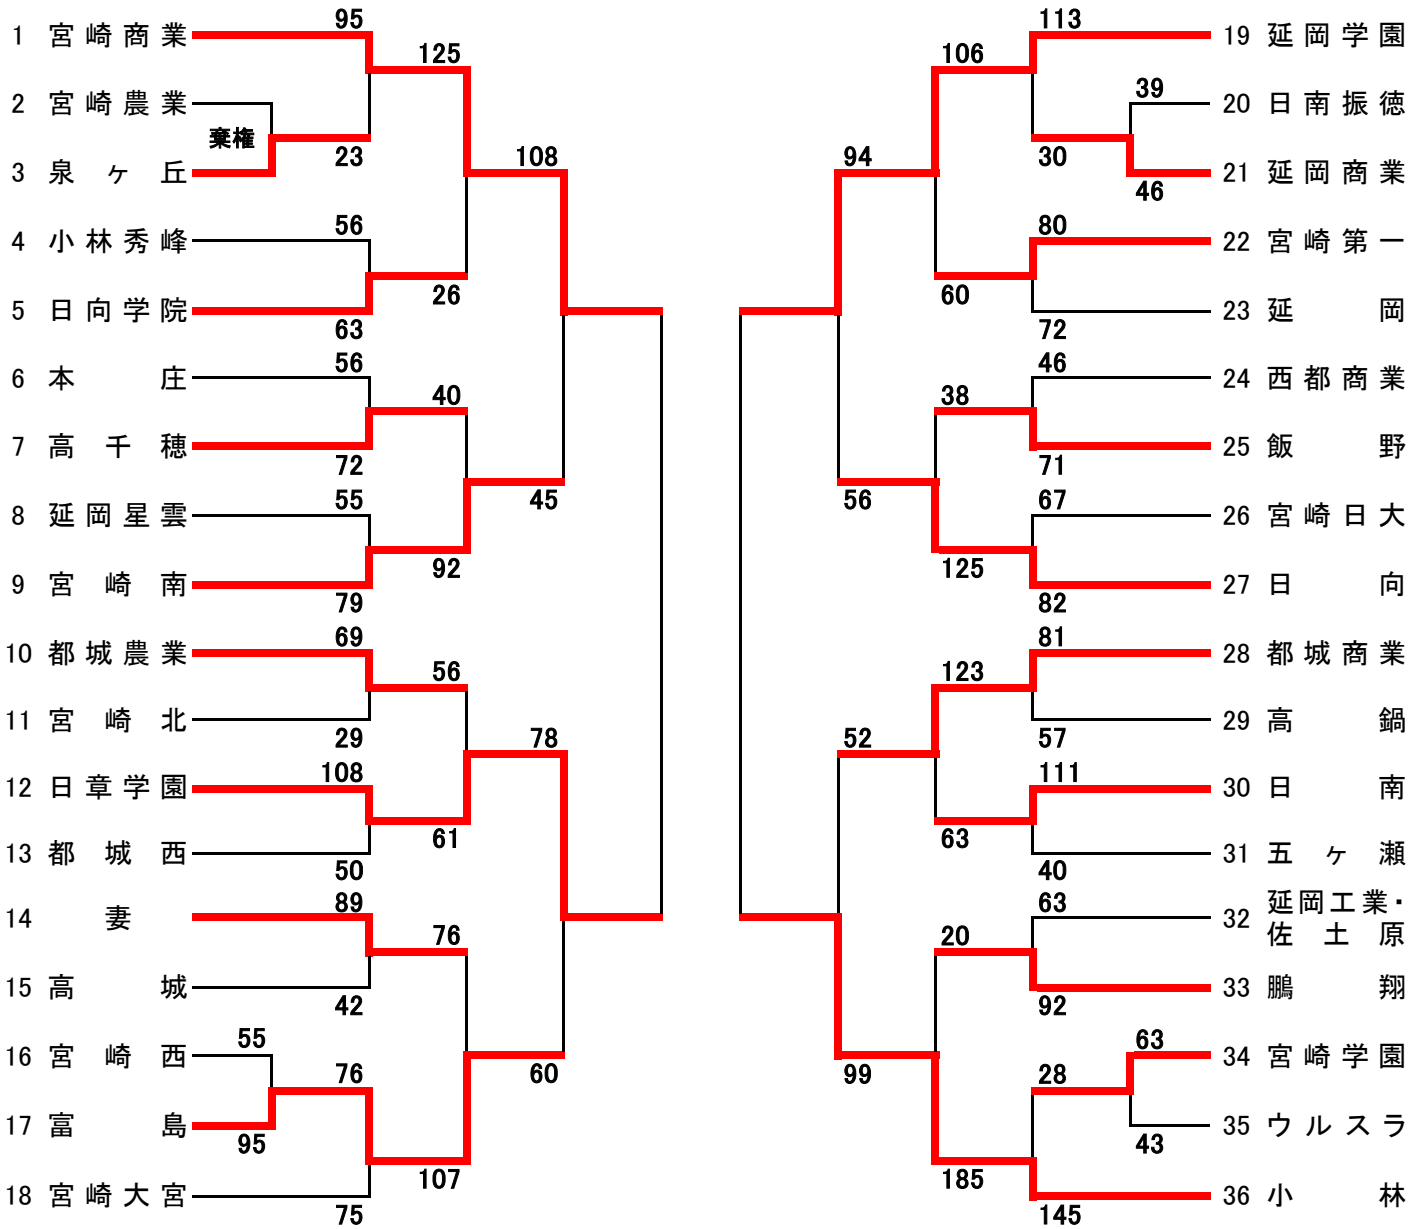 95
1 宮崎商業
125
2 宮崎農業
棄権
23
3 泉ヶ丘
108
56
4 小林秀峰
26
5 日向学院
63
56
6 本庄
40
7 高千穂
72
55
45
8 延岡星雲
92
9 宮崎南
79
69
10 都城農業
56
11 宮崎北
29
78
108
12 日章学園
61
13 都城西
50
89
14 妻
76
15 高城
42
55
16 宮崎西
76
60
17 富島
95
107
18 宮崎大宮
75
113
19 延岡学園
106
39
20 日南振徳
30
94
21 延岡商業
46
80
22 宮崎第一
60
23 延岡
72
46
24 西都商業
38
25 飯野
71
67
56
26 宮崎日大
125
27 日向
82
81
28 都城商業
123
29 高鍋
57
52
111
30 日南
63
31 五ヶ瀬
40
63
32 延岡工業・
佐土原
20
33 鵬翔
92
63
34 宮崎学園
28
99
35 ウルスラ
43
185
36 小林
145